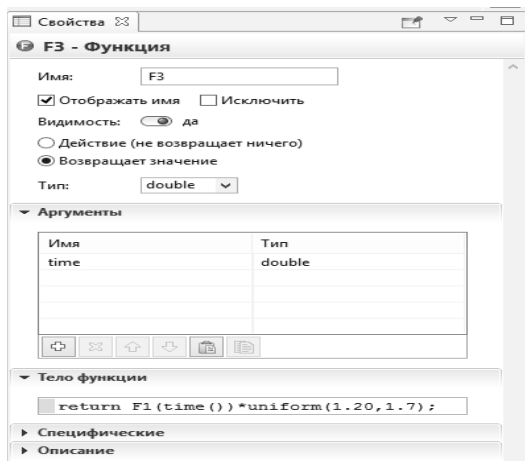 Свойства
F3 - Функция
Имя: F3
Отображать имя Исключить
Видимость: да
Действие (не возвращает ничего)
Возвращает значение
Тип: double
Аргументы
Имя Тип
time double
Тело функции
return F1(time())*uniform(1.20,1.7);
Специфические
Описание